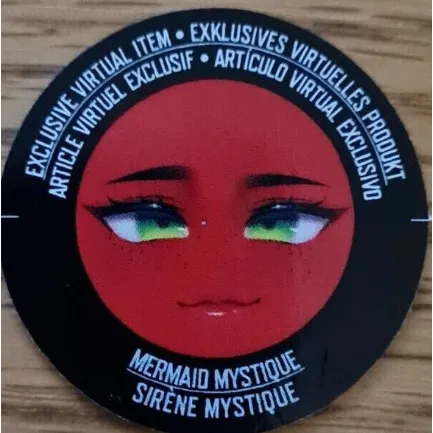 EXCLUSIVE VIRTUAL ITEM • EXKLUSIVES VIRTUELLES PRODUKT
ARTICLE VIRTUEL EXCLUSIF • ARTÍCULO VIRTUAL EXCLUSIVO
MERMAID MYSTIQUE
SIRÈNE MYSTIQUE